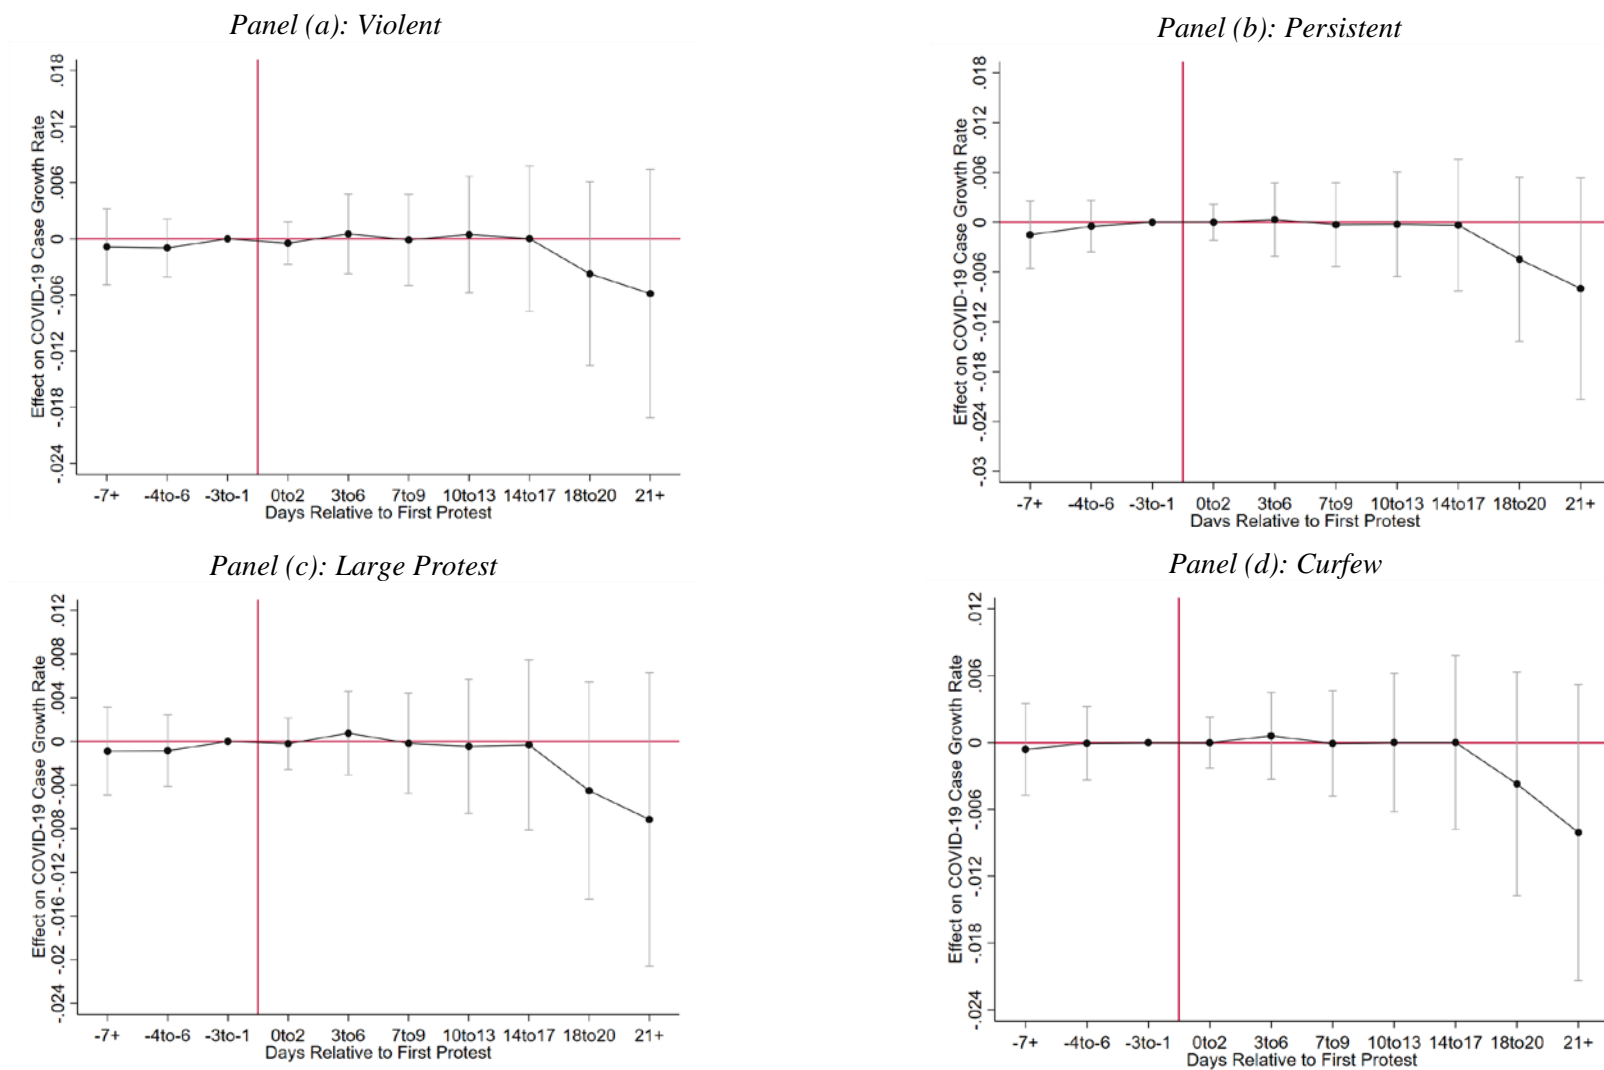 Panel (a): Violent
Effect on COVID-19 Case Growth Rate
.018
.012
.006
0
-.006
-.012
-.018
-.024
-7+ -4to-6 -3to-1 0to2 3to6 7to9 10to13 14to17 18to20 21+
Days Relative to First Protest
Panel (b): Persistent
Effect on COVID-19 Case Growth Rate
.018
.012
.006
0
-.006
-.012
-.018
-.024
-.03
-7+ -4to-6 -3to-1 0to2 3to6 7to9 10to13 14to17 18to20 21+
Days Relative to First Protest
Panel (c): Large Protest
Effect on COVID-19 Case Growth Rate
.012
.008
.004
0
-.004
-.008
-.012
-.016
-.02
-.024
-7+ -4to-6 -3to-1 0to2 3to6 7to9 10to13 14to17 18to20 21+
Days Relative to First Protest
Panel (d): Curfew
Effect on COVID-19 Case Growth Rate
.012
.006
0
-.006
-.012
-.018
-.024
-7+ -4to-6 -3to-1 0to2 3to6 7to9 10to13 14to17 18to20 21+
Days Relative to First Protest